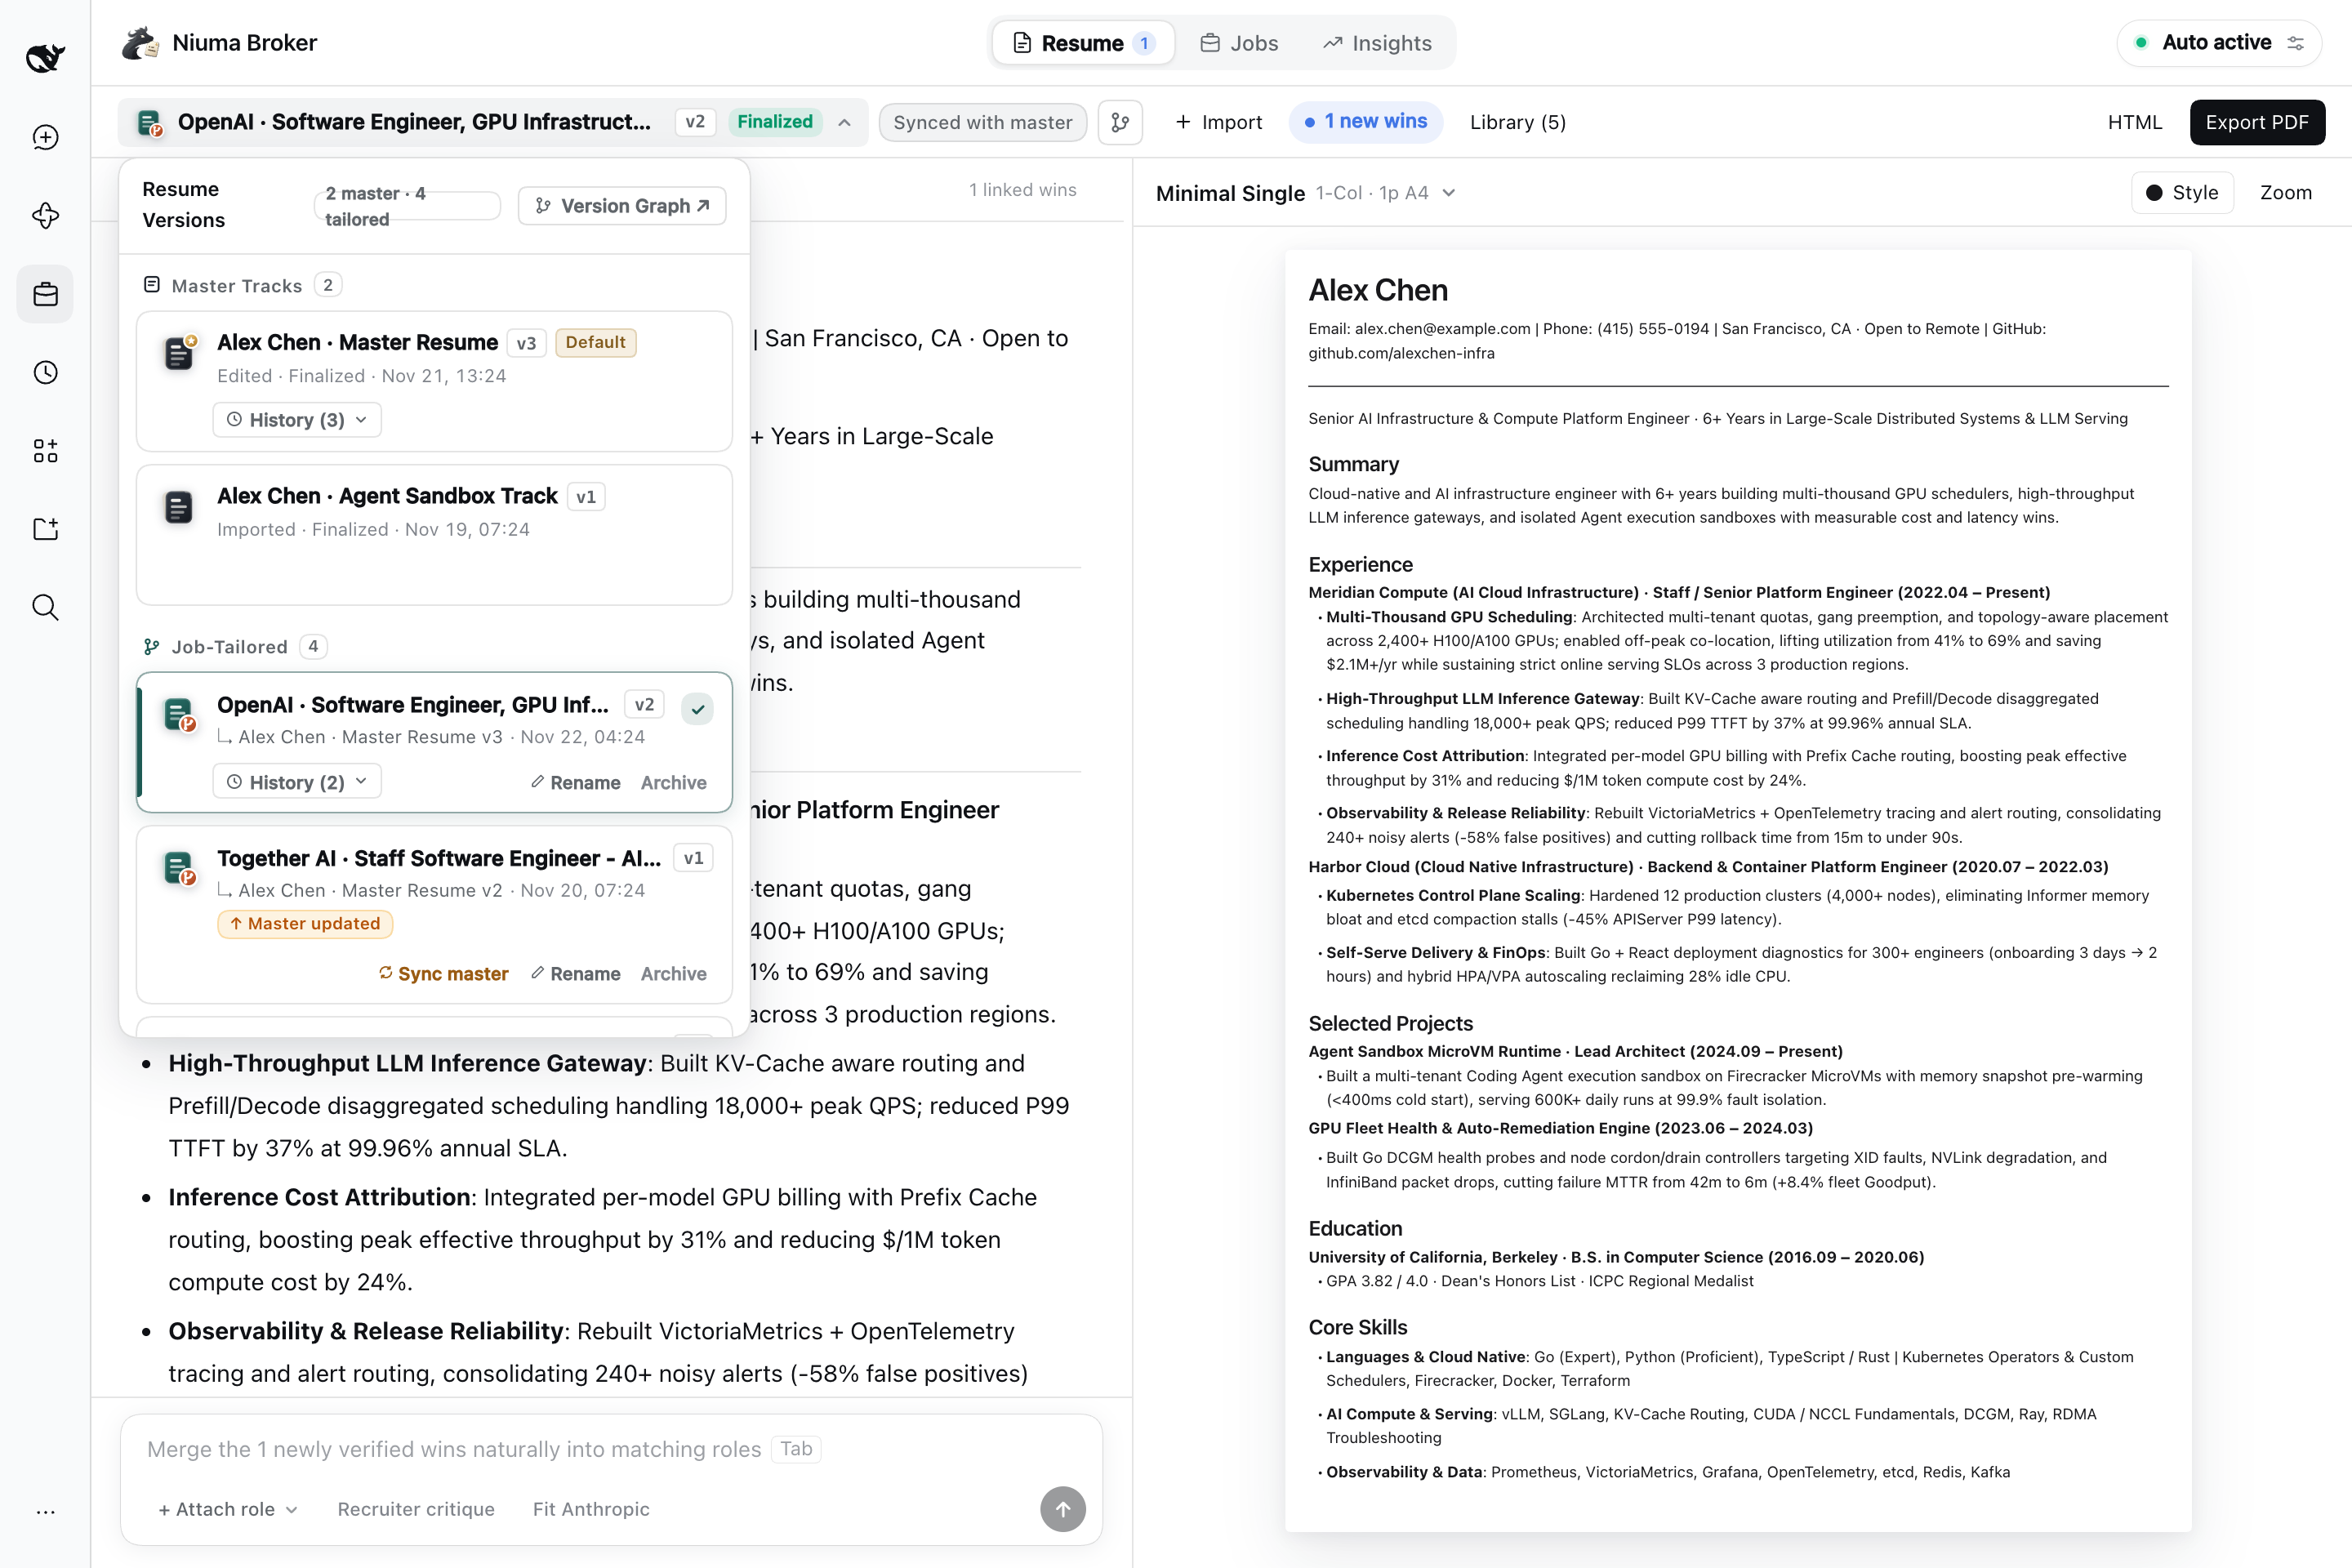 Niuma Broker
Resume 1
Jobs
Insights
Auto active
OpenAI · Software Engineer, GPU Infrastruct... v2 Finalized
Synced with master
+ Import
1 new wins
Library (5)
HTML
Export PDF
Resume Versions
2 master · 4 tailored
Version Graph
Master Tracks 2
Alex Chen · Master Resume v3 Default
Edited · Finalized · Nov 21, 13:24
History (3)
Alex Chen · Agent Sandbox Track v1
Imported · Finalized · Nov 19, 07:24
Job-Tailored 4
OpenAI · Software Engineer, GPU Inf... v2
Alex Chen · Master Resume v3 · Nov 22, 04:24
History (2)
Rename
Archive
Together AI · Staff Software Engineer - AI... v1
Alex Chen · Master Resume v2 · Nov 20, 07:24
↑ Master updated
Sync master
Rename
Archive
1 linked wins
| San Francisco, CA · Open to
+ Years in Large-Scale
s building multi-thousand
ys, and isolated Agent
wins.
nior Platform Engineer
-tenant quotas, gang
400+ H100/A100 GPUs;
1% to 69% and saving
across 3 production regions.
• High-Throughput LLM Inference Gateway: Built KV-Cache aware routing and
Prefill/Decode disaggregated scheduling handling 18,000+ peak QPS; reduced P99
TTFT by 37% at 99.96% annual SLA.
• Inference Cost Attribution: Integrated per-model GPU billing with Prefix Cache
routing, boosting peak effective throughput by 31% and reducing $/1M token
compute cost by 24%.
• Observability & Release Reliability: Rebuilt VictoriaMetrics + OpenTelemetry
tracing and alert routing, consolidating 240+ noisy alerts (-58% false positives)
Merge the 1 newly verified wins naturally into matching roles Tab
+ Attach role
Recruiter critique
Fit Anthropic
Minimal Single 1-Col · 1p A4
Style
Zoom
Alex Chen
Email: alex.chen@example.com | Phone: (415) 555-0194 | San Francisco, CA · Open to Remote | GitHub:
github.com/alexchen-infra
Senior AI Infrastructure & Compute Platform Engineer · 6+ Years in Large-Scale Distributed Systems & LLM Serving
Summary
Cloud-native and AI infrastructure engineer with 6+ years building multi-thousand GPU schedulers, high-throughput
LLM inference gateways, and isolated Agent execution sandboxes with measurable cost and latency wins.
Experience
Meridian Compute (AI Cloud Infrastructure) · Staff / Senior Platform Engineer (2022.04 – Present)
• Multi-Thousand GPU Scheduling: Architected multi-tenant quotas, gang preemption, and topology-aware placement
across 2,400+ H100/A100 GPUs; enabled off-peak co-location, lifting utilization from 41% to 69% and saving
$2.1M+/yr while sustaining strict online serving SLOs across 3 production regions.
• High-Throughput LLM Inference Gateway: Built KV-Cache aware routing and Prefill/Decode disaggregated
scheduling handling 18,000+ peak QPS; reduced P99 TTFT by 37% at 99.96% annual SLA.
• Inference Cost Attribution: Integrated per-model GPU billing with Prefix Cache routing, boosting peak effective
throughput by 31% and reducing $/1M token compute cost by 24%.
• Observability & Release Reliability: Rebuilt VictoriaMetrics + OpenTelemetry tracing and alert routing, consolidating
240+ noisy alerts (-58% false positives) and cutting rollback time from 15m to under 90s.
Harbor Cloud (Cloud Native Infrastructure) · Backend & Container Platform Engineer (2020.07 – 2022.03)
• Kubernetes Control Plane Scaling: Hardened 12 production clusters (4,000+ nodes), eliminating Informer memory
bloat and etcd compaction stalls (-45% APIServer P99 latency).
• Self-Serve Delivery & FinOps: Built Go + React deployment diagnostics for 300+ engineers (onboarding 3 days → 2
hours) and hybrid HPA/VPA autoscaling reclaiming 28% idle CPU.
Selected Projects
Agent Sandbox MicroVM Runtime · Lead Architect (2024.09 – Present)
• Built a multi-tenant Coding Agent execution sandbox on Firecracker MicroVMs with memory snapshot pre-warming
(<400ms cold start), serving 600K+ daily runs at 99.9% fault isolation.
GPU Fleet Health & Auto-Remediation Engine (2023.06 – 2024.03)
• Built Go DCGM health probes and node cordon/drain controllers targeting XID faults, NVLink degradation, and
InfiniBand packet drops, cutting failure MTTR from 42m to 6m (+8.4% fleet Goodput).
Education
University of California, Berkeley · B.S. in Computer Science (2016.09 – 2020.06)
• GPA 3.82 / 4.0 · Dean's Honors List · ICPC Regional Medalist
Core Skills
• Languages & Cloud Native: Go (Expert), Python (Proficient), TypeScript / Rust | Kubernetes Operators & Custom
Schedulers, Firecracker, Docker, Terraform
• AI Compute & Serving: vLLM, SGLang, KV-Cache Routing, CUDA / NCCL Fundamentals, DCGM, Ray, RDMA
Troubleshooting
• Observability & Data: Prometheus, VictoriaMetrics, Grafana, OpenTelemetry, etcd, Redis, Kafka